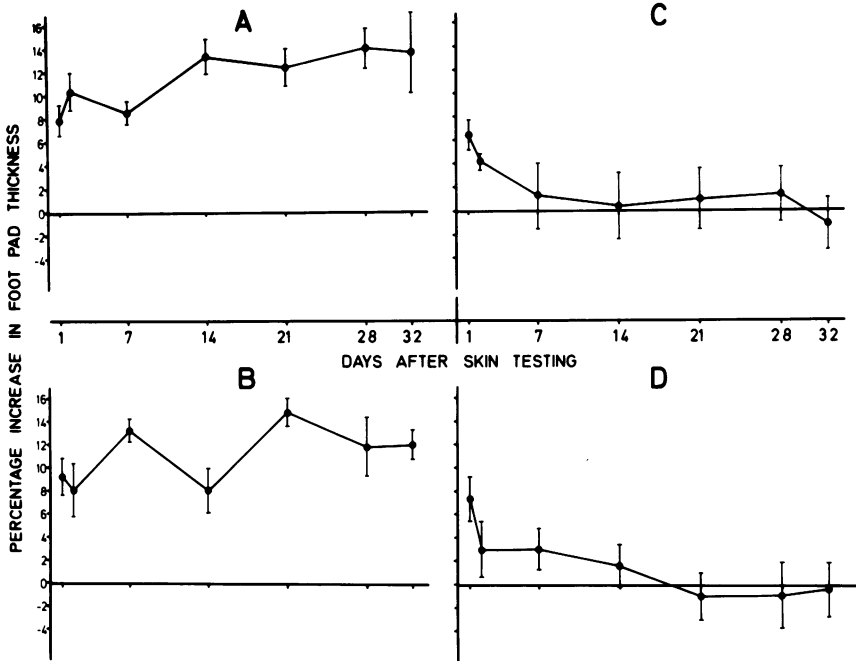 A
C
16
14
12
10
8
6
4
2
0
-2
-4
PERCENTAGE INCREASE IN FOOT PAD THICKNESS
1 7 14 21 28 32
1 7 14 21 28 32
DAYS AFTER SKIN TESTING
B
D
16
14
12
10
8
6
4
2
0
-2
-4